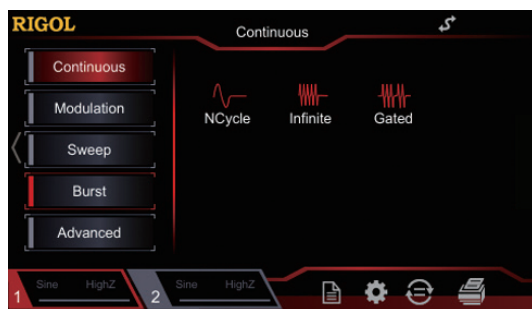 RIGOL
Continuous
Continuous
Modulation
Sweep
Burst
Advanced
NCycle Infinite Gated
1 Sine HighZ
2 Sine HighZ